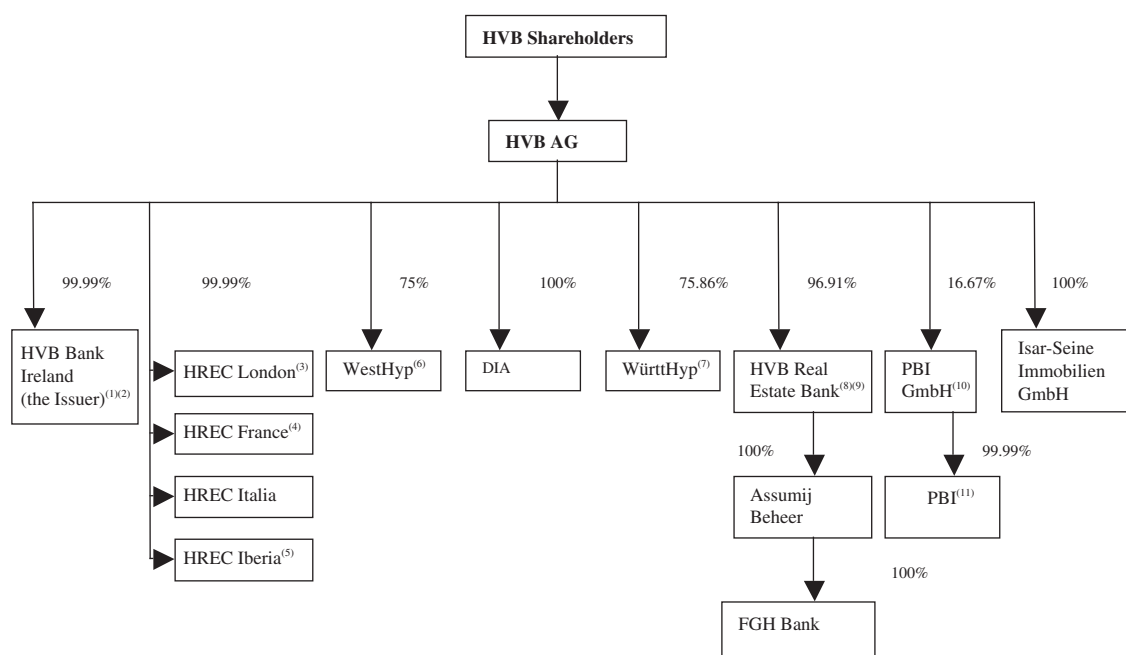 HVB Shareholders
HVB AG
99.99%
99.99%
75%
100%
75.86%
96.91%
16.67%
100%
HVB Bank
Ireland
(the Issuer)(1)(2)
HREC London(3)
HREC France(4)
HREC Italia
HREC Iberia(5)
WestHyp(6)
DIA
WürttHyp(7)
HVB Real
Estate Bank(8)(9)
PBI
GmbH(10)
Isar-Seine
Immobilien
GmbH
100%
99.99%
Assumij
Beheer
PBI(11)
100%
FGH Bank